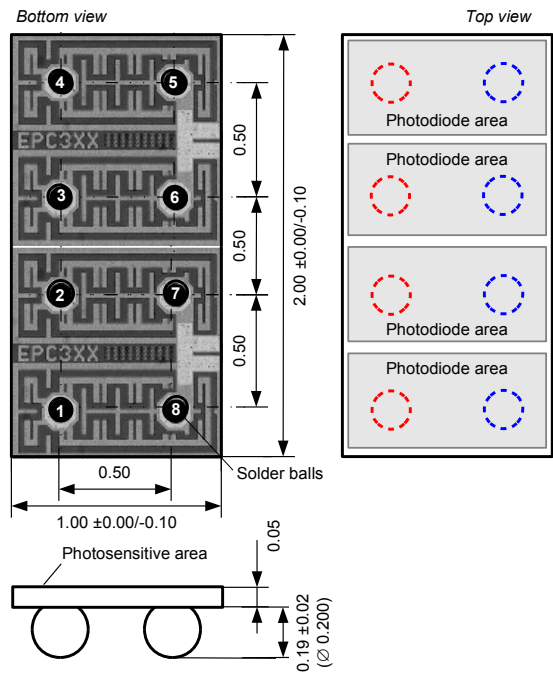 Bottom view
Top view
4
5
EPC3XX
3
6
2
7
EPC3XX
1
8
0.50
0.50
0.50
2.00 ±0.00/-0.10
Photodiode area
Photodiode area
Photodiode area
Photodiode area
0.50
Solder balls
1.00 ±0.00/-0.10
Photosensitive area
0.05
0.19 ±0.02
(∅ 0.200)